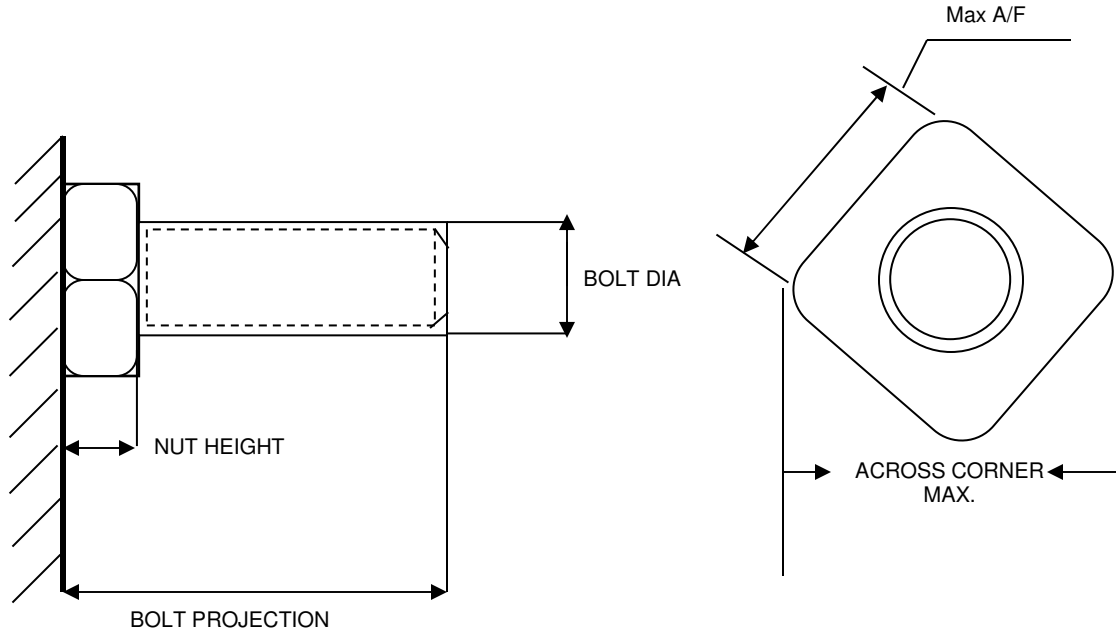 Max A/F
BOLT DIA
NUT HEIGHT
ACROSS CORNER
MAX.
BOLT PROJECTION